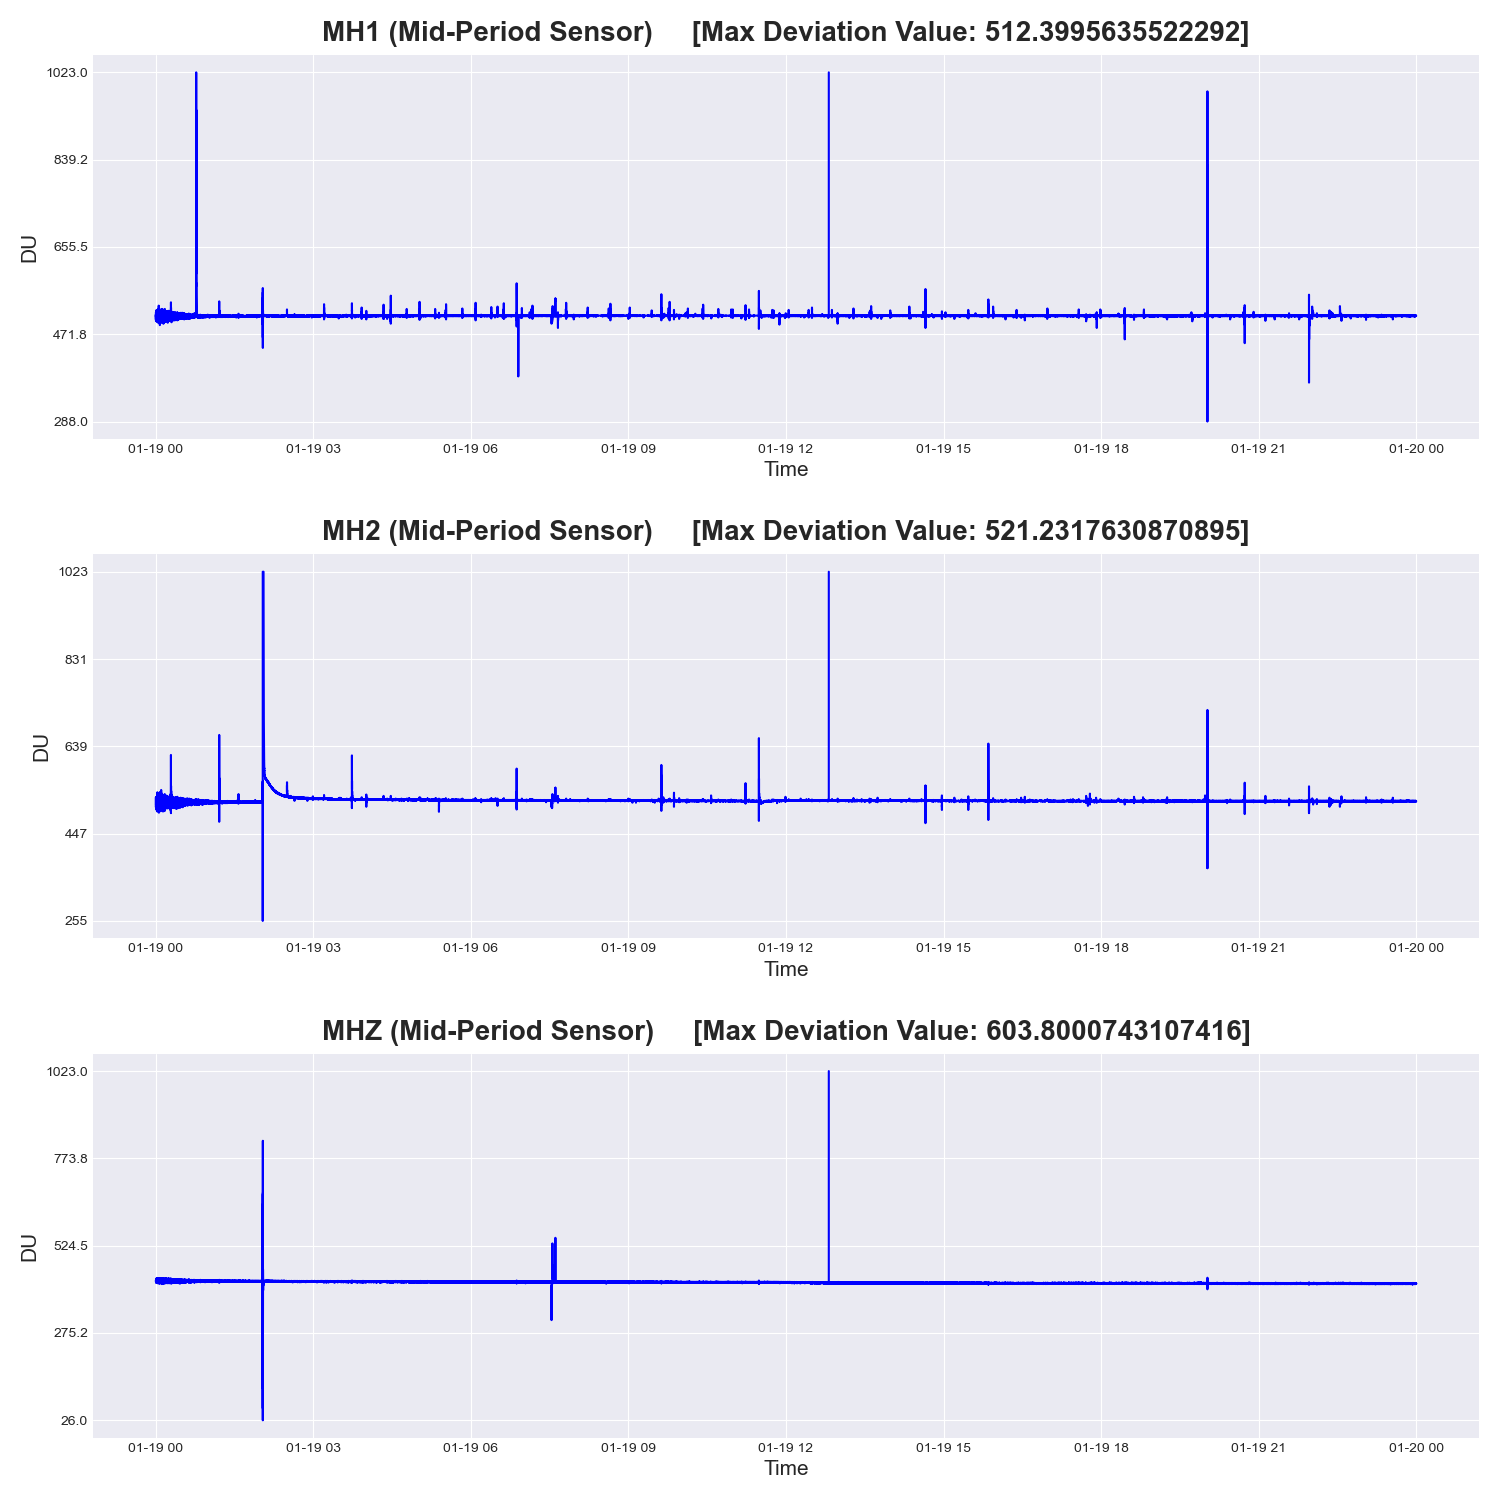 MH1 (Mid-Period Sensor) [Max Deviation Value: 512.3995635522292]
1023.0
839.2
655.5
471.8
288.0
DU
01-19 00 01-19 03 01-19 06 01-19 09 01-19 12 01-19 15 01-19 18 01-19 21 01-20 00
Time
MH2 (Mid-Period Sensor) [Max Deviation Value: 521.2317630870895]
1023
831
639
447
255
DU
01-19 00 01-19 03 01-19 06 01-19 09 01-19 12 01-19 15 01-19 18 01-19 21 01-20 00
Time
MHZ (Mid-Period Sensor) [Max Deviation Value: 603.8000743107416]
1023.0
773.8
524.5
275.2
26.0
DU
01-19 00 01-19 03 01-19 06 01-19 09 01-19 12 01-19 15 01-19 18 01-19 21 01-20 00
Time